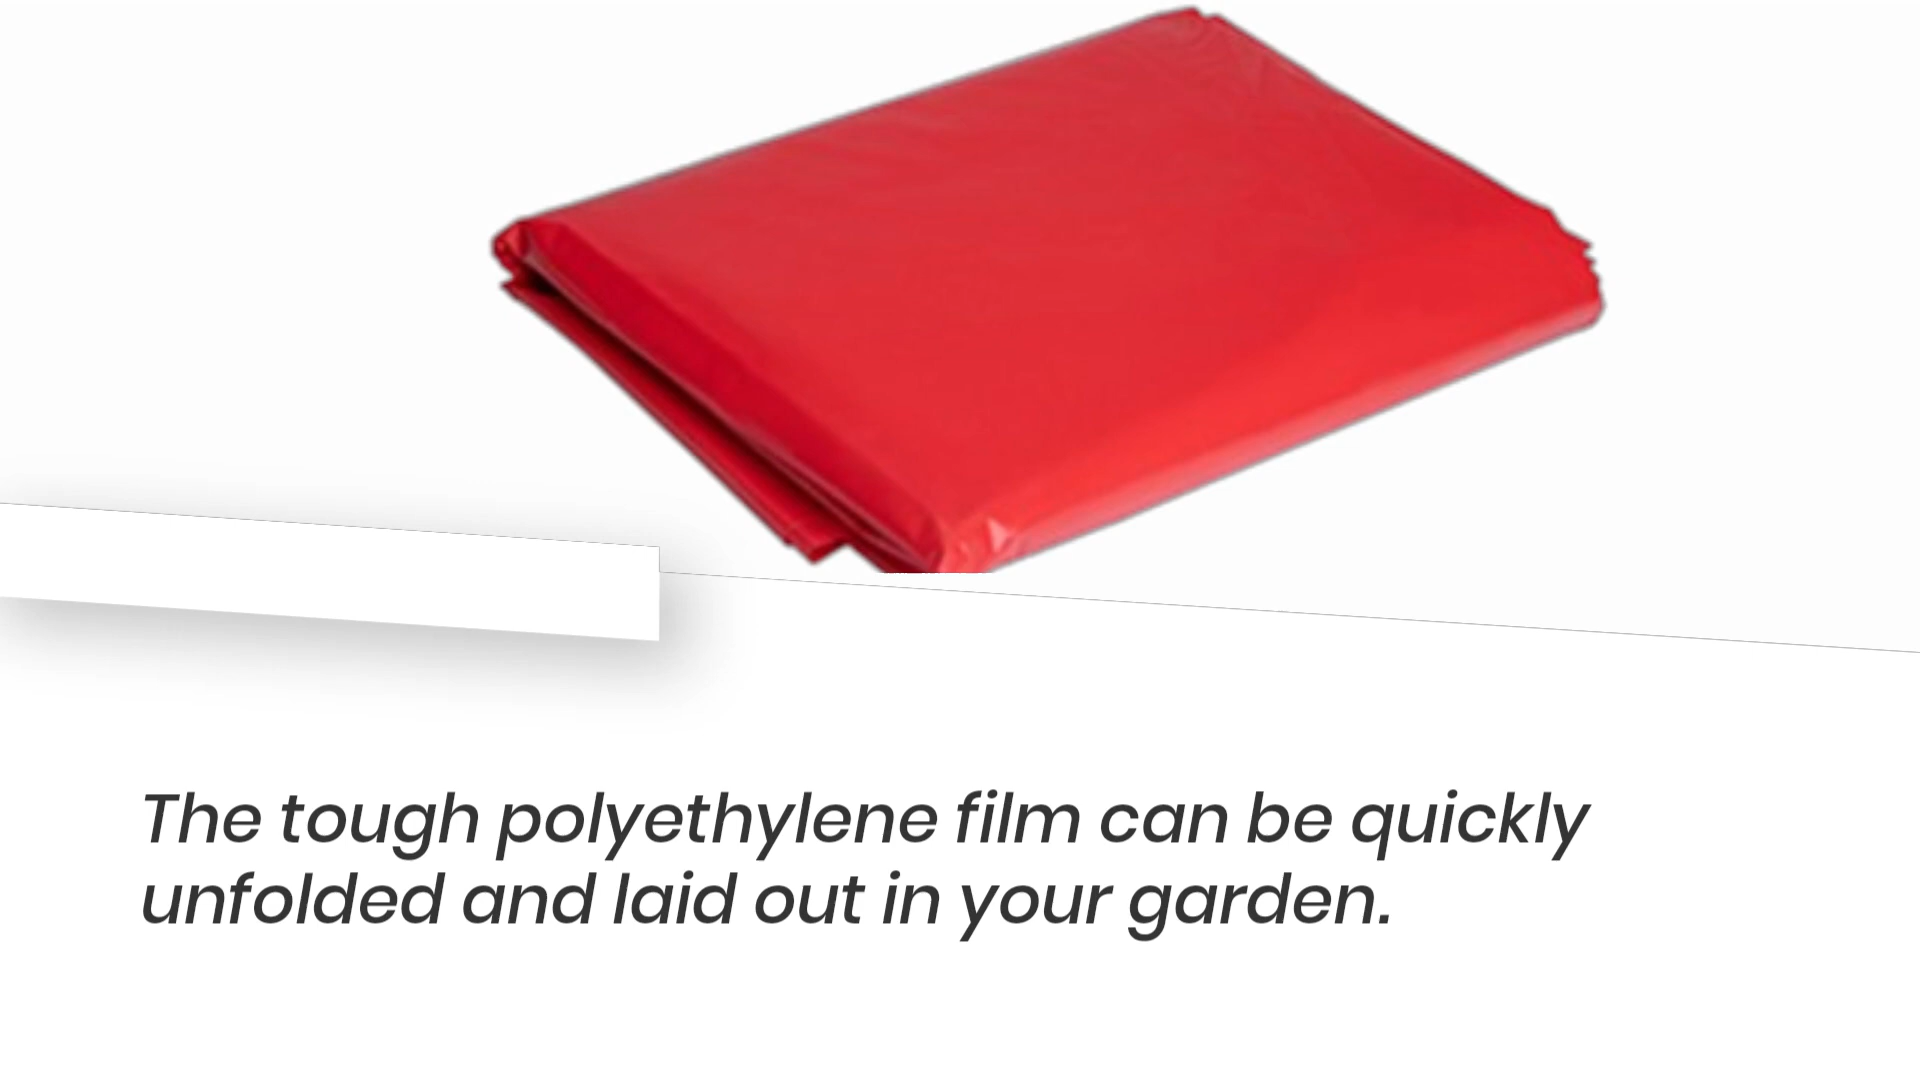 The tough polyethylene film can be quickly
unfolded and laid out in your garden.